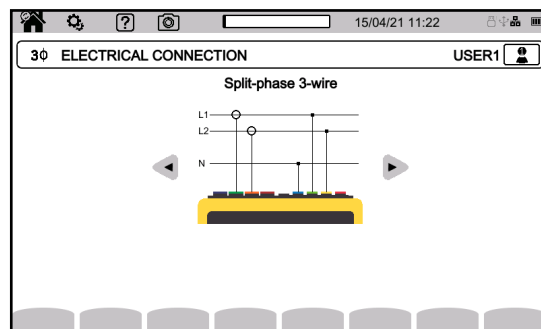 15/04/21 11:22
3Φ ELECTRICAL CONNECTION USER1
Split-phase 3-wire
L1
L2
N